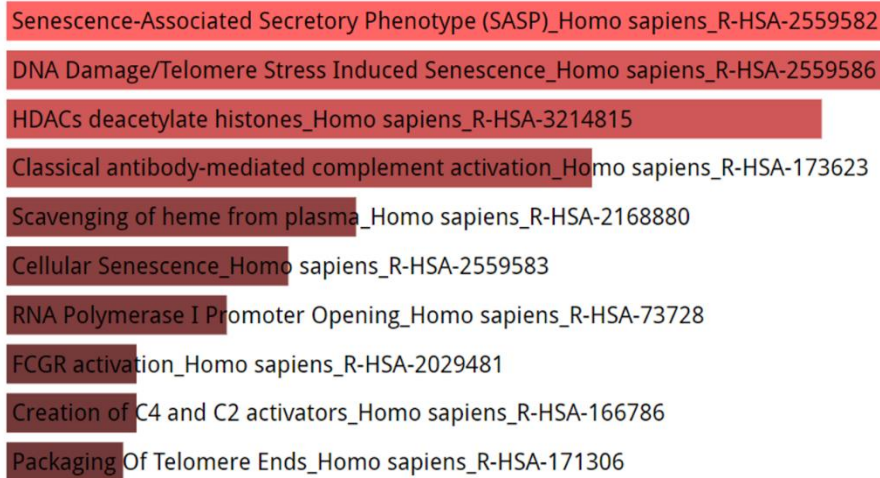 Senescence-Associated Secretory Phenotype (SASP)_Homo sapiens_R-HSA-2559582
DNA Damage/Telomere Stress Induced Senescence_Homo sapiens_R-HSA-2559586
HDACs deacetylate histones_Homo sapiens_R-HSA-3214815
Classical antibody-mediated complement activation_Homo sapiens_R-HSA-173623
Scavenging of heme from plasma_Homo sapiens_R-HSA-2168880
Cellular Senescence_Homo sapiens_R-HSA-2559583
RNA Polymerase I Promoter Opening_Homo sapiens_R-HSA-73728
FCGR activation_Homo sapiens_R-HSA-2029481
Creation of C4 and C2 activators_Homo sapiens_R-HSA-166786
Packaging Of Telomere Ends_Homo sapiens_R-HSA-171306